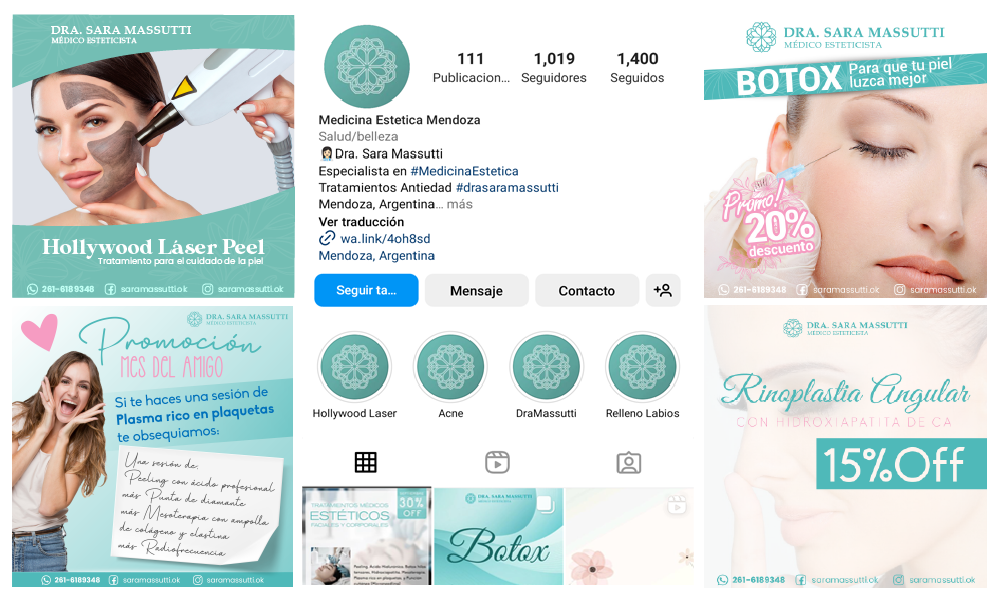 DRA. SARA MASSUTTI
MÉDICO ESTETICISTA
Hollywood Láser Peel
Tratamiento para el cuidado de la piel
261-6189348 saramassutti.ok saramassutti.ok
DRA. SARA MASSUTTI
MÉDICO ESTETICISTA
Promoción
MES DEL AMIGO
Si te haces una sesión de
Plasma rico en plaquetas
te obsequiamos:
Una sesión de:
Peeling con ácido profesional
más Punta de diamante
más Mesoterapia con ampolla
de colágeno y elastina
más Radiofrecuencia
261-6189348 saramassutti.ok saramassutti.ok
111 1,019 1,400
Publicacion... Seguidores Seguidos
Medicina Estetica Mendoza
Salud/belleza
Dra. Sara Massutti
Especialista en #MedicinaEstetica
Tratamientos Antiedad #drasaramassutti
Mendoza, Argentina... más
Ver traducción
wa.link/4oh8sd
Mendoza, Argentina
Seguir ta... Mensaje Contacto
Hollywood Laser Acne DraMassutti Relleno Labios
TRATAMIENTOS MÉDICOS
ESTÉTICOS
FACIALES Y CORPORALES
30%
OFF
DRA. SARA MASSUTTI
Botox
DRA. SARA MASSUTTI
MÉDICO ESTETICISTA
BOTOX Para que tu piel
luzca mejor
Promo!
20%
descuento
261-6189348 saramassutti.ok saramassutti.ok
DRA. SARA MASSUTTI
MÉDICO ESTETICISTA
Rinoplastia Angular
CON HIDROXIAPATITA DE CA
15%Off
261-6189348 saramassutti.ok saramassutti.ok